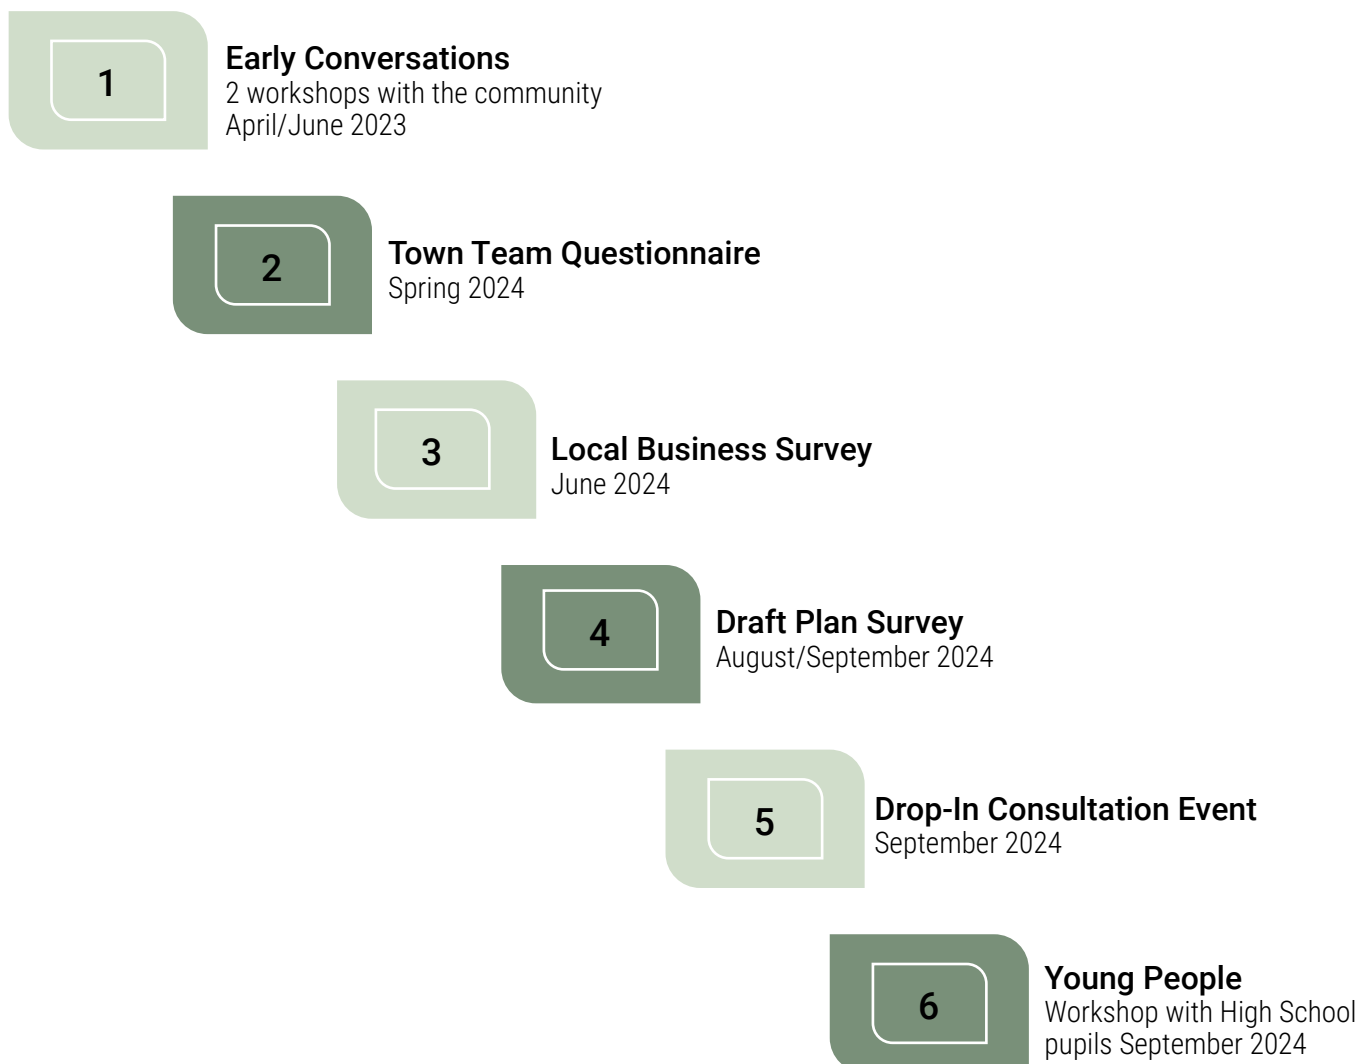 1
Early Conversations
2 workshops with the community
April/June 2023
2
Town Team Questionnaire
Spring 2024
3
Local Business Survey
June 2024
4
Draft Plan Survey
August/September 2024
5
Drop-In Consultation Event
September 2024
6
Young People
Workshop with High School
pupils September 2024